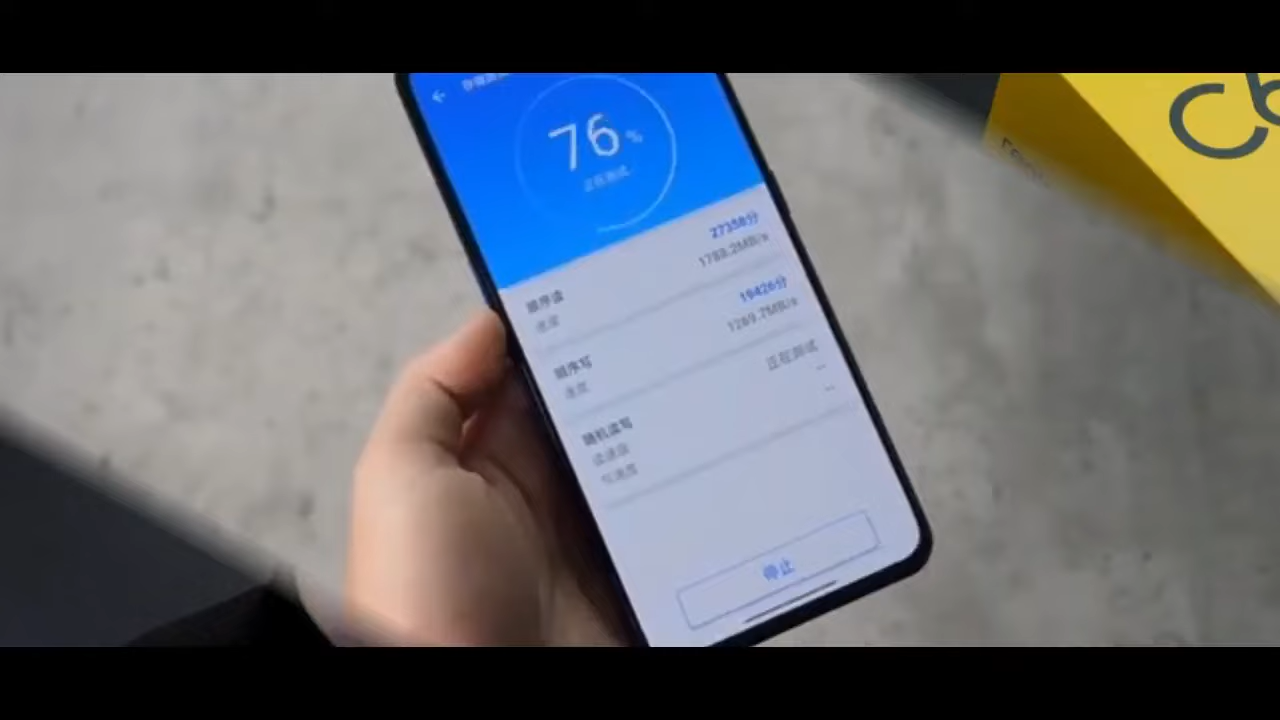 76%
正在测试
27358分
顺序读
1788.2MB/s
速度
19426分
顺序写
1269.7MB/s
速度
正在测试
随机读写
--
读速度
--
写速度
停止